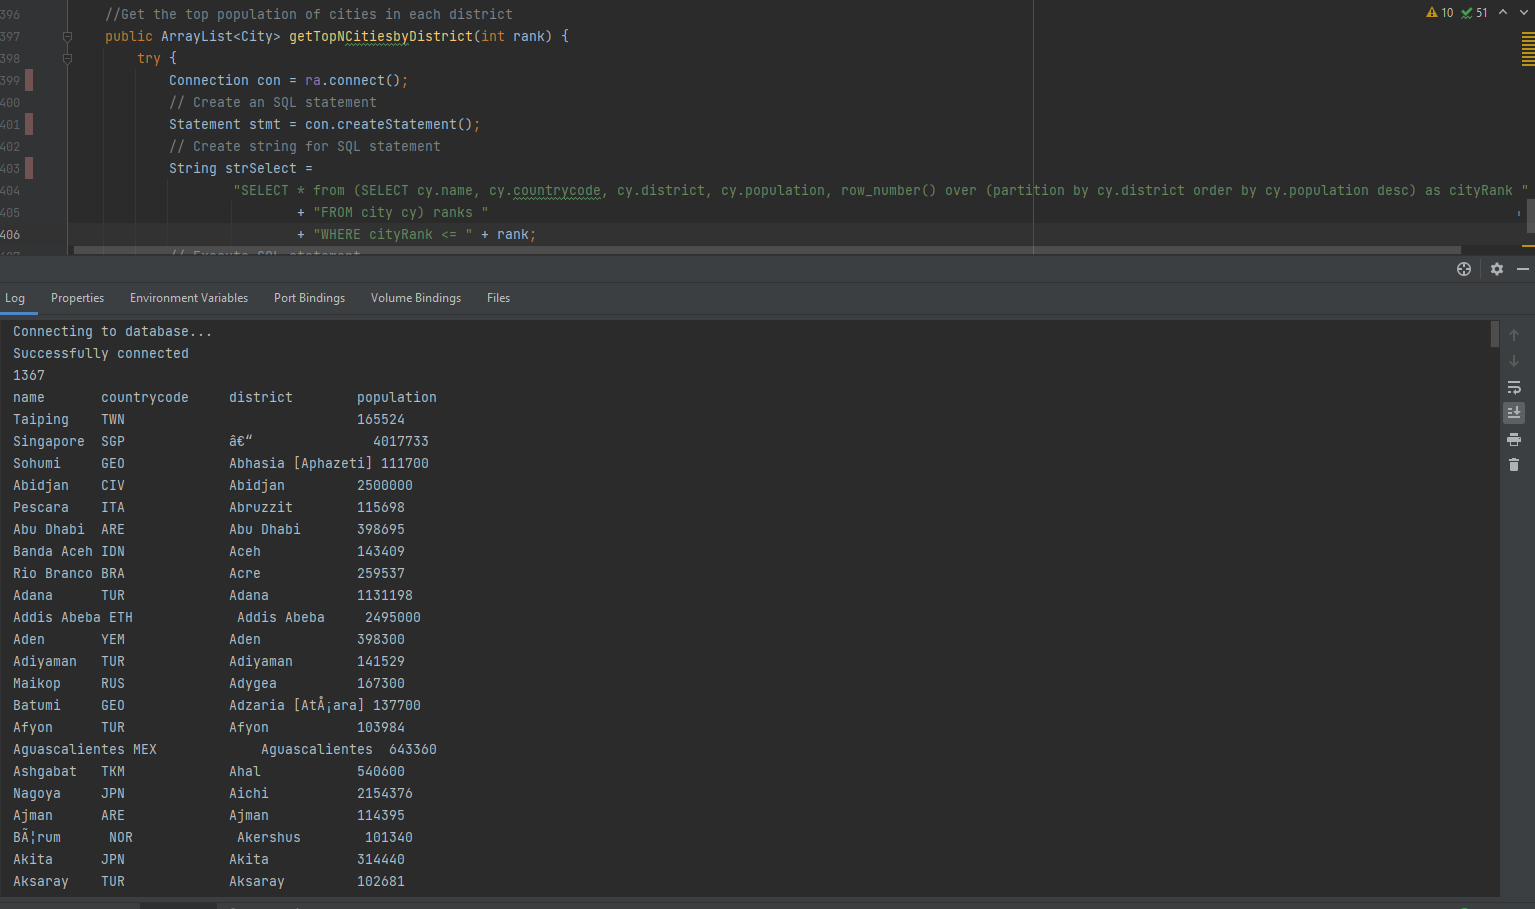 10 51
396 //Get the top population of cities in each district
397 public ArrayList<City> getTopNCitiesbyDistrict(int rank) {
398 try {
399 Connection con = ra.connect();
400 // Create an SQL statement
401 Statement stmt = con.createStatement();
402 // Create string for SQL statement
403 String strSelect =
404 "SELECT * from (SELECT cy.name, cy.countrycode, cy.district, cy.population, row_number() over (partition by cy.district order by cy.population desc) as cityRank "
405 + "FROM city cy) ranks "
406 + "WHERE cityRank <= " + rank;
Log Properties Environment Variables Port Bindings Volume Bindings Files
Connecting to database...
Successfully connected
1367
name countrycode district population
Taiping TWN 165524
Singapore SGP â€“ 4017733
Sohumi GEO Abhasia [Aphazeti] 111700
Abidjan CIV Abidjan 2500000
Pescara ITA Abruzzit 115698
Abu Dhabi ARE Abu Dhabi 398695
Banda Aceh IDN Aceh 143409
Rio Branco BRA Acre 259537
Adana TUR Adana 1131198
Addis Abeba ETH Addis Abeba 2495000
Aden YEM Aden 398300
Adiyaman TUR Adiyaman 141529
Maikop RUS Adygea 167300
Batumi GEO Adzaria [AtÅ¡ara] 137700
Afyon TUR Afyon 103984
Aguascalientes MEX Aguascalientes 643360
Ashgabat TKM Ahal 540600
Nagoya JPN Aichi 2154376
Ajman ARE Ajman 114395
BÃ¦rum NOR Akershus 101340
Akita JPN Akita 314440
Aksaray TUR Aksaray 102681